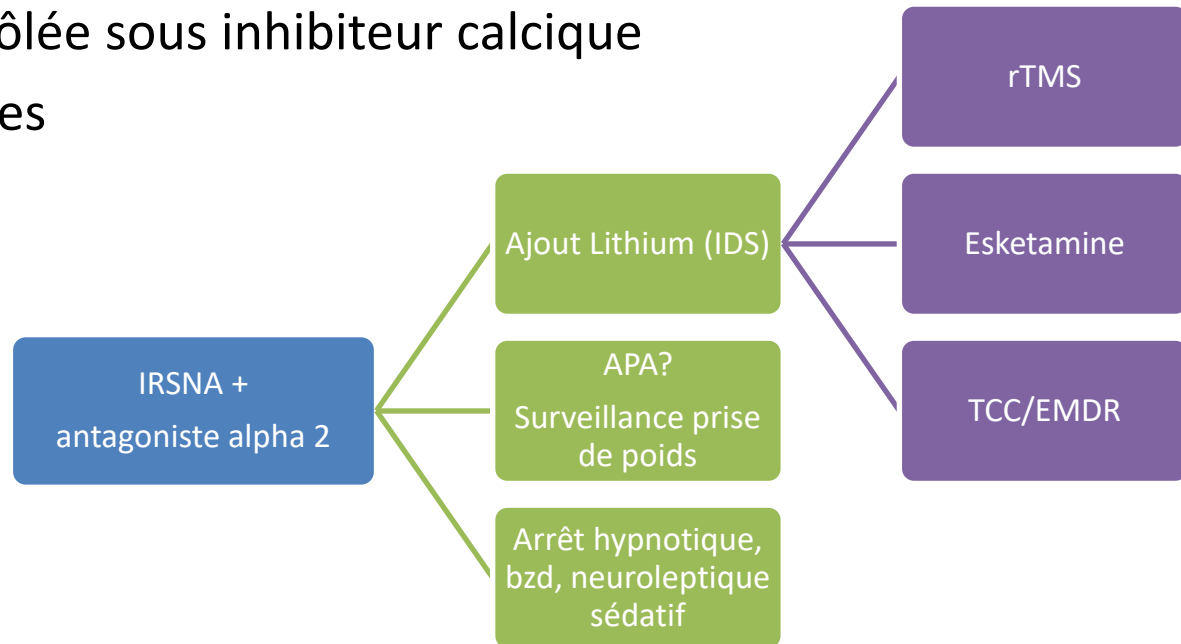 ôlée sous inhibiteur calcique
es
IRSNA +
antagoniste alpha 2
Ajout Lithium (IDS)
APA?
Surveillance prise
de poids
Arrêt hypnotique,
bzd, neuroleptique
sédatif
rTMS
Esketamine
TCC/EMDR